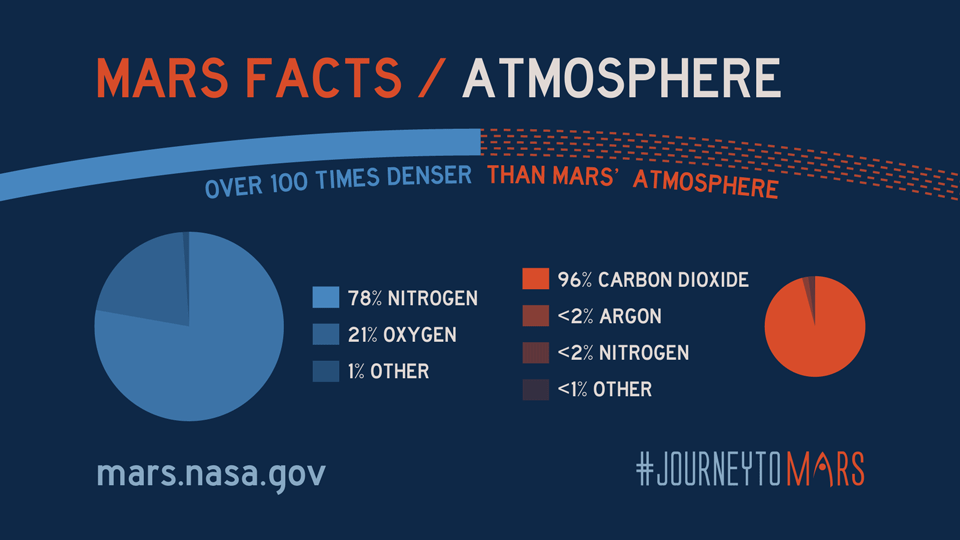 MARS FACTS / ATMOSPHERE
OVER 100 TIMES DENSER THAN MARS' ATMOSPHERE
78% NITROGEN
21% OXYGEN
1% OTHER
96% CARBON DIOXIDE
<2% ARGON
<2% NITROGEN
<1% OTHER
mars.nasa.gov
#JOURNEYTOMARS